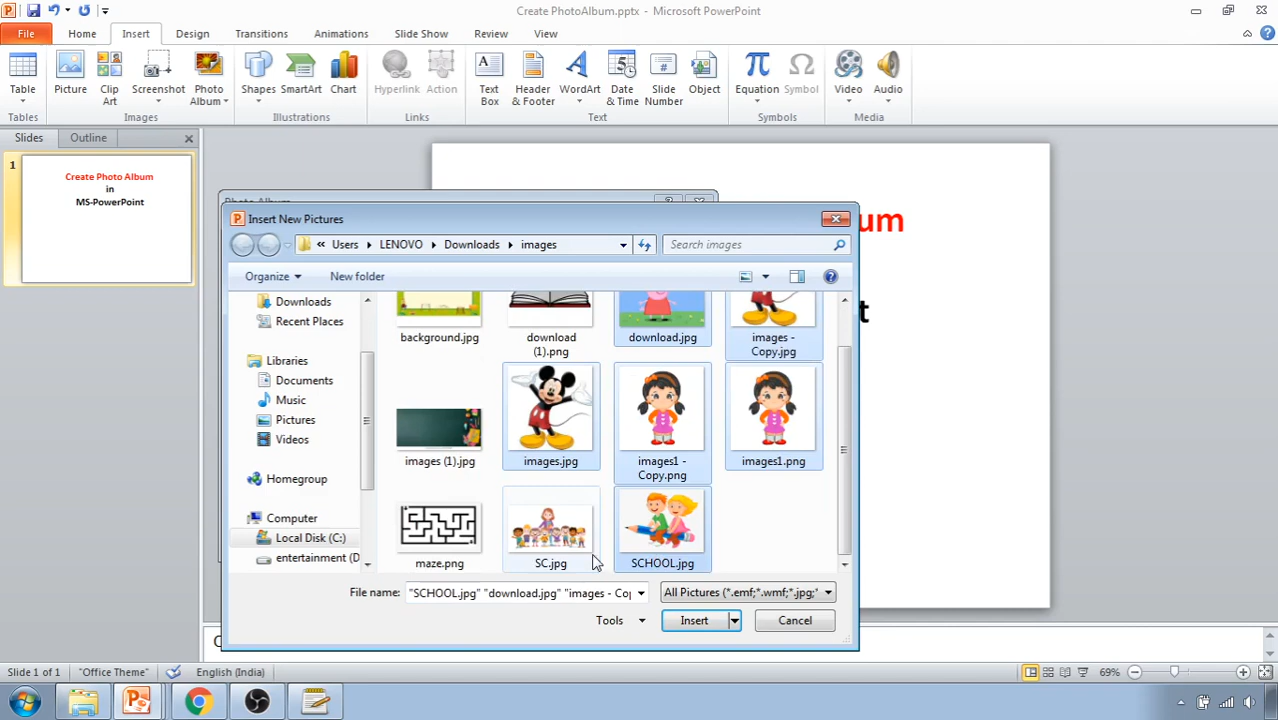 Create PhotoAlbum.pptx - Microsoft PowerPoint
File Home Insert Design Transitions Animations Slide Show Review View
Table Picture Clip Art Screenshot Photo Album Shapes SmartArt Chart Hyperlink Action Text Box Header & Footer WordArt Date & Time Slide Number Object Equation Symbol Video Audio
Tables Images Illustrations Links Text Symbols Media
Slides Outline
1
Create Photo Album
in
MS-PowerPoint
um
t
Photo Album
Insert New Pictures
« Users LENOVO Downloads images
Search images
Organize New folder
Downloads
Recent Places
Libraries
Documents
Music
Pictures
Videos
Homegroup
Computer
Local Disk (C:)
entertainment (D
background.jpg
download (1).png
download.jpg
images - Copy.jpg
images (1).jpg
images.jpg
images1 - Copy.png
images1.png
maze.png
SC.jpg
SCHOOL.jpg
File name: "SCHOOL.jpg" "download.jpg" "images - Cop
All Pictures (*.emf;*.wmf;*.jpg;*
Tools Insert Cancel
C
Slide 1 of 1 "Office Theme" English (India) 69%